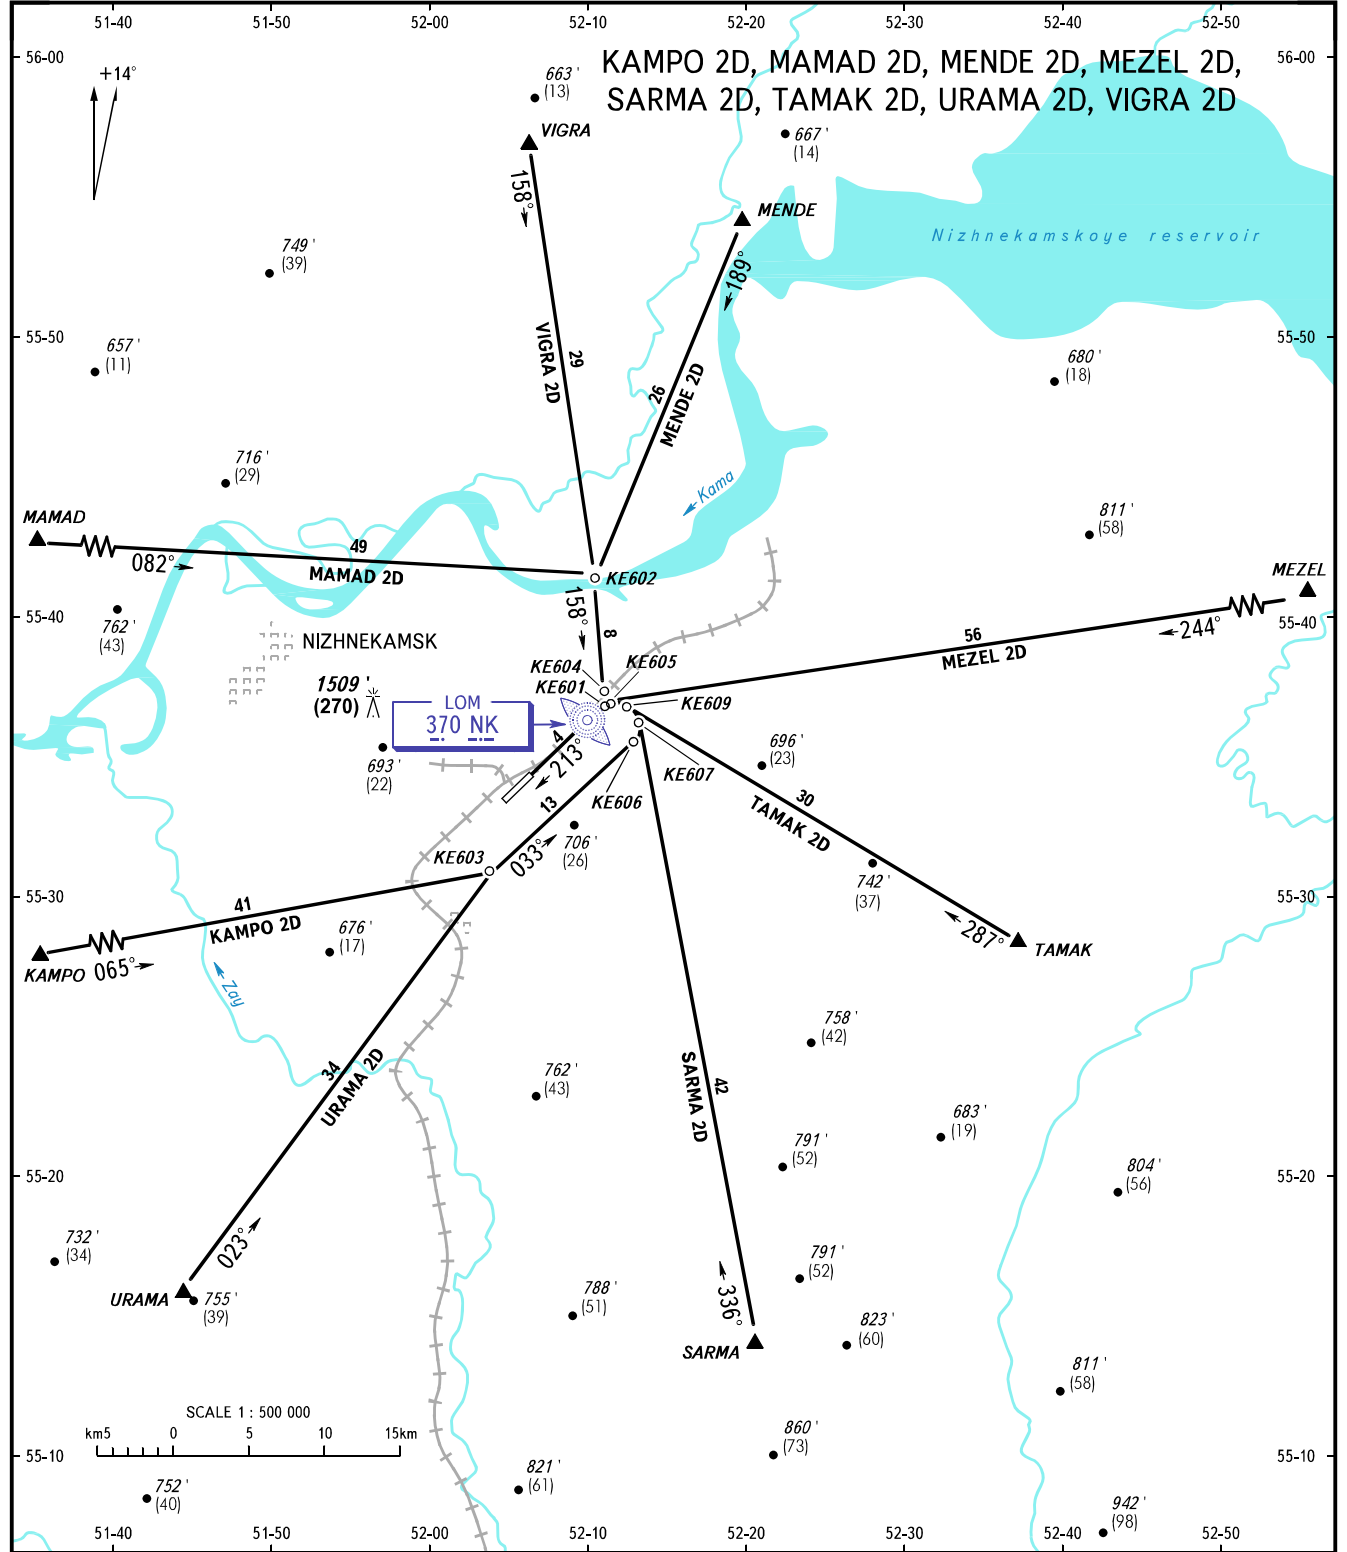 51-40 51-50 52-00 52-10 52-20 52-30 52-40 52-50
56-00 56-00
KAMPO 2D, MAMAD 2D, MENDE 2D, MEZEL 2D,
SARMA 2D, TAMAK 2D, URAMA 2D, VIGRA 2D
+14°
663'
(13)
VIGRA
667'
(14)
158°
MENDE
Nizhnekamskoye reservoir
749'
(39)
189°
55-50 55-50
657'
(11)
VIGRA 2D
29
680'
(18)
26
MENDE 2D
716'
(29)
Kama
811'
(58)
MAMAD
49
082°
MAMAD 2D
KE602
MEZEL
158°
8
762'
(43)
55-40 55-40
244°
56
MEZEL 2D
NIZHNEKAMSK
KE604
KE605
KE601
KE609
1509'
(270)
LOM
370 NK
4
213°
693'
(22)
696'
(23)
KE607
KE606
13
30
TAMAK 2D
706'
(26)
033°
KE603
742'
(37)
55-30 55-30
41
KAMPO 2D
676'
(17)
287°
TAMAK
KAMPO
065°
Zay
758'
(42)
34
URAMA 2D
762'
(43)
SARMA 2D
42
683'
(19)
791'
(52)
55-20 55-20
804'
(56)
023°
732'
(34)
791'
(52)
URAMA
755'
(39)
788'
(51)
336°
823'
(60)
SARMA
811'
(58)
SCALE 1 : 500 000
km5 0 5 10 15km
860'
(73)
55-10 55-10
821'
(61)
752'
(40)
942'
(98)
51-40 51-50 52-00 52-10 52-20 52-30 52-40 52-50